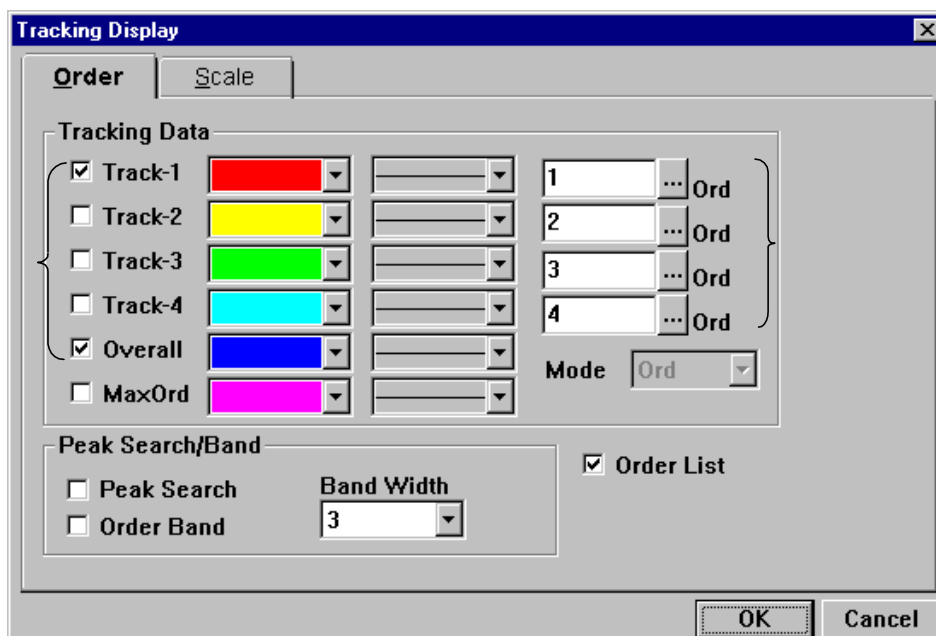 Tracking Display
Order Scale
Tracking Data
Track-1 1 ... Ord
Track-2 2 ... Ord
Track-3 3 ... Ord
Track-4 4 ... Ord
Overall
Mode Ord
MaxOrd
Peak Search/Band
Order List
Peak Search Band Width
Order Band 3
OK Cancel